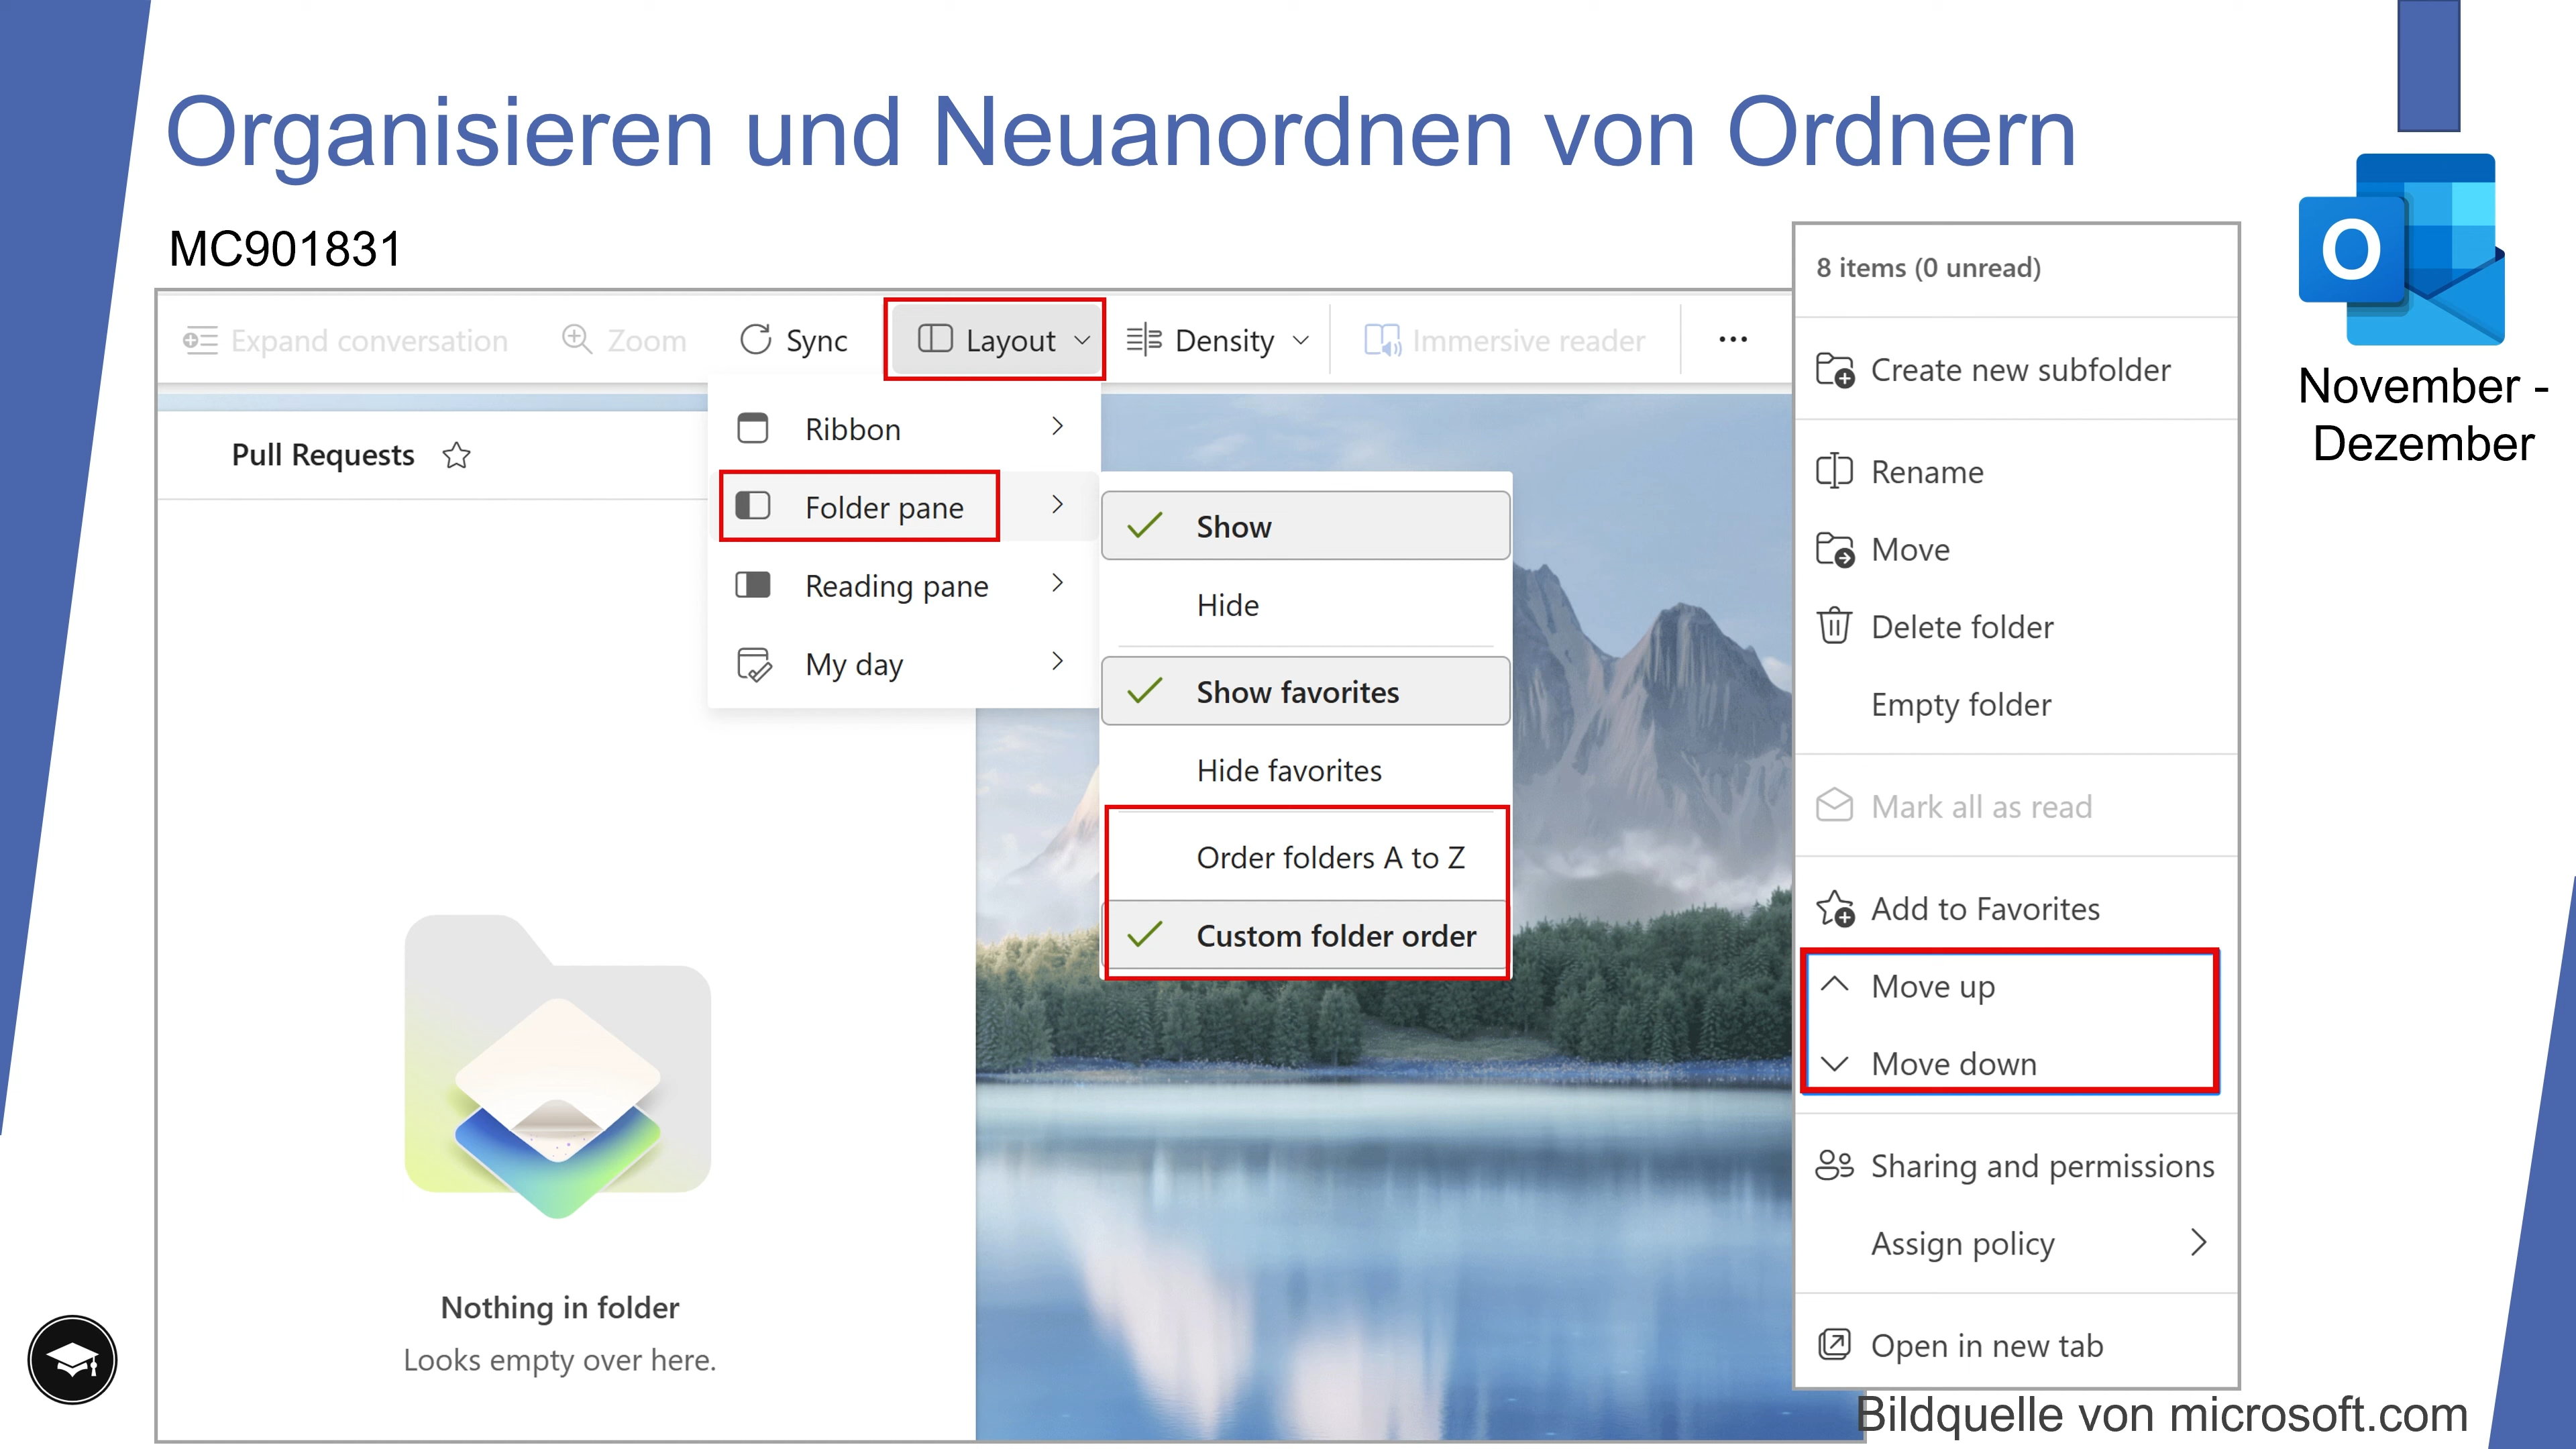 Organisieren und Neuanordnen von Ordnern
MC901831
Expand conversation
Zoom
Sync
Layout
Density
Immersive reader
...
Pull Requests
Ribbon
Folder pane
Reading pane
My day
Show
Hide
Show favorites
Hide favorites
Order folders A to Z
Custom folder order
Nothing in folder
Looks empty over here.
8 items (0 unread)
Create new subfolder
Rename
Move
Delete folder
Empty folder
Mark all as read
Add to Favorites
Move up
Move down
Sharing and permissions
Assign policy
Open in new tab
O
November -
Dezember
Bildquelle von microsoft.com